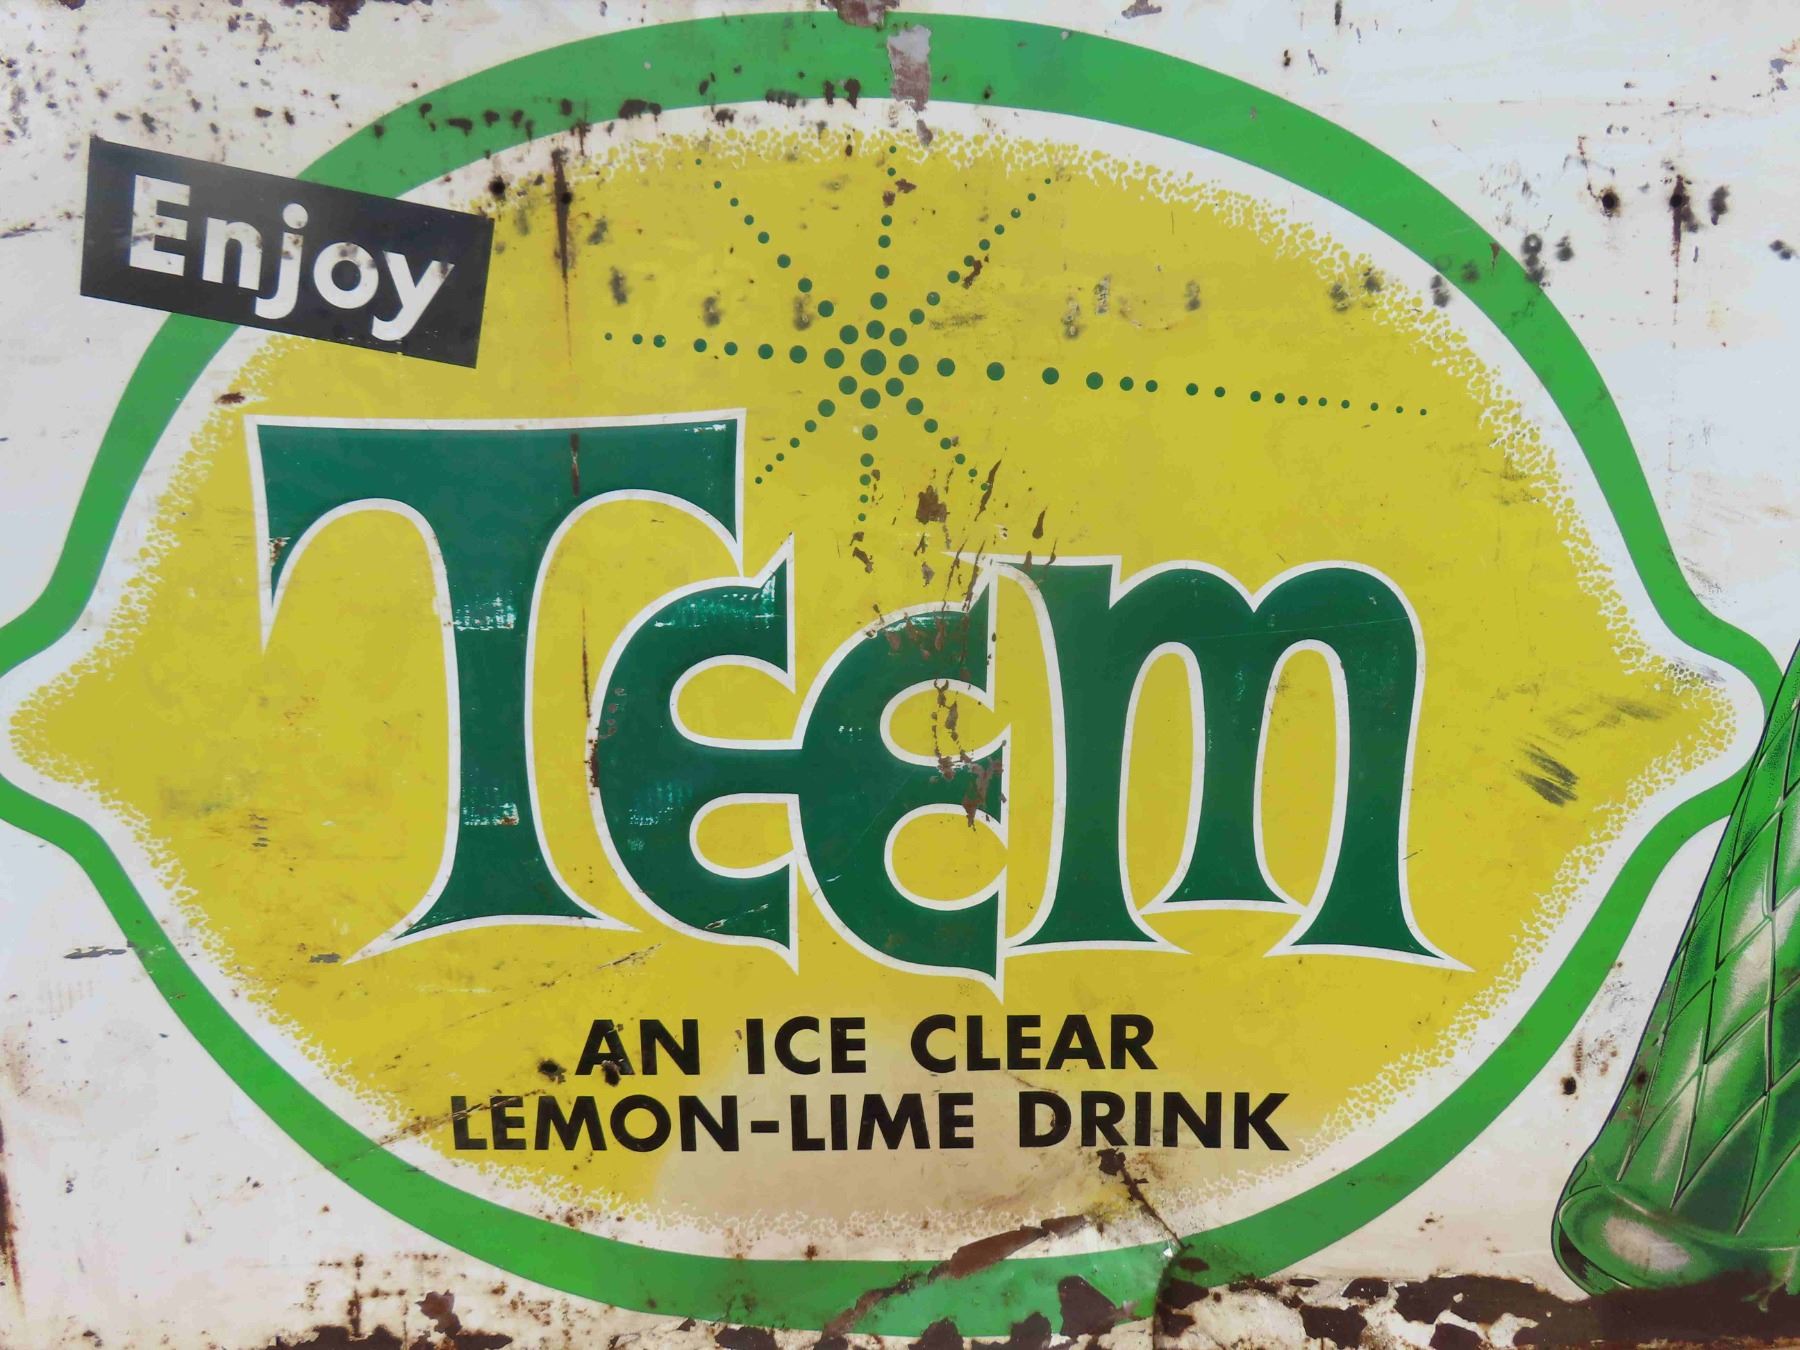 Enjoy
Teem
AN ICE CLEAR
LEMON-LIME DRINK